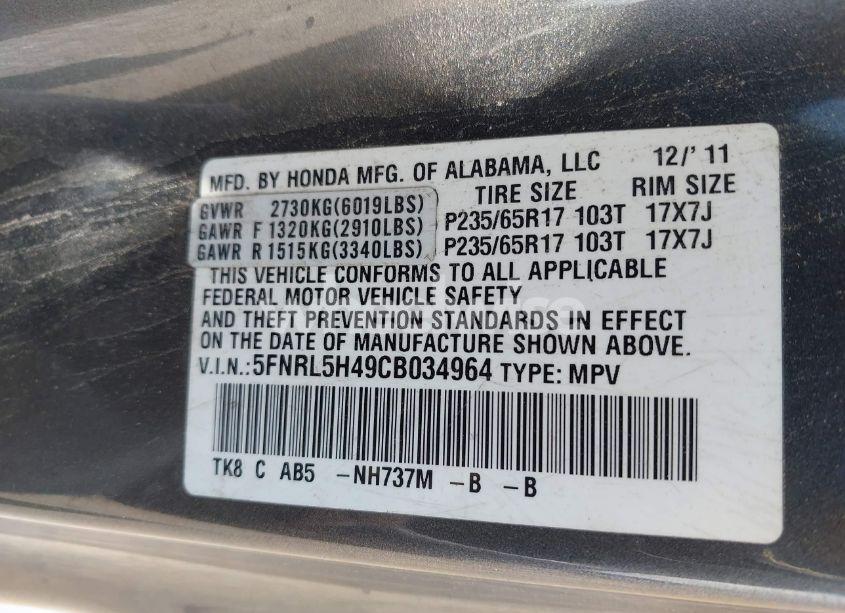 MFD. BY HONDA MFG. OF ALABAMA, LLC 12/' 11
TIRE SIZE RIM SIZE
GVWR 2730KG(6019LBS)
GAWR F 1320KG(2910LBS) P235/65R17 103T 17X7J
GAWR R 1515KG(3340LBS) P235/65R17 103T 17X7J
THIS VEHICLE CONFORMS TO ALL APPLICABLE
FEDERAL MOTOR VEHICLE SAFETY
AND THEFT PREVENTION STANDARDS IN EFFECT
ON THE DATE OF MANUFACTURE SHOWN ABOVE.
V.I.N.:5FNRL5H49CB034964 TYPE: MPV
TK8 C AB5 -NH737M -B -B